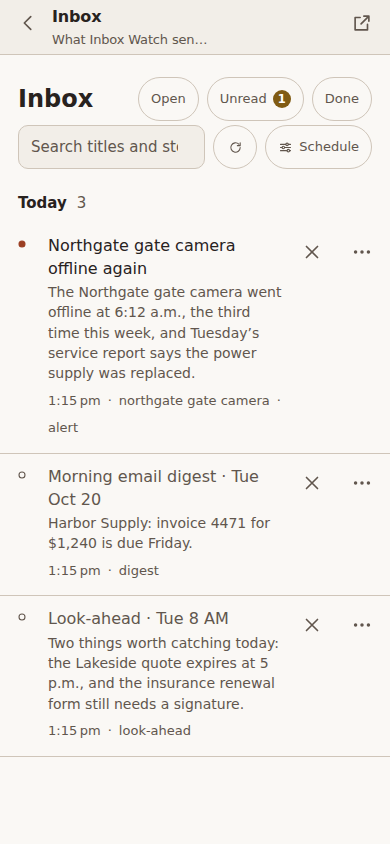 Inbox
What Inbox Watch sen…
Inbox
Open
Unread 1
Done
Search titles and
Schedule
Today 3
Northgate gate camera
offline again
The Northgate gate camera went
offline at 6:12 a.m., the third
time this week, and Tuesday’s
service report says the power
supply was replaced.
1:15 pm · northgate gate camera ·
alert
Morning email digest · Tue
Oct 20
Harbor Supply: invoice 4471 for
$1,240 is due Friday.
1:15 pm · digest
Look-ahead · Tue 8 AM
Two things worth catching today:
the Lakeside quote expires at 5
p.m., and the insurance renewal
form still needs a signature.
1:15 pm · look-ahead